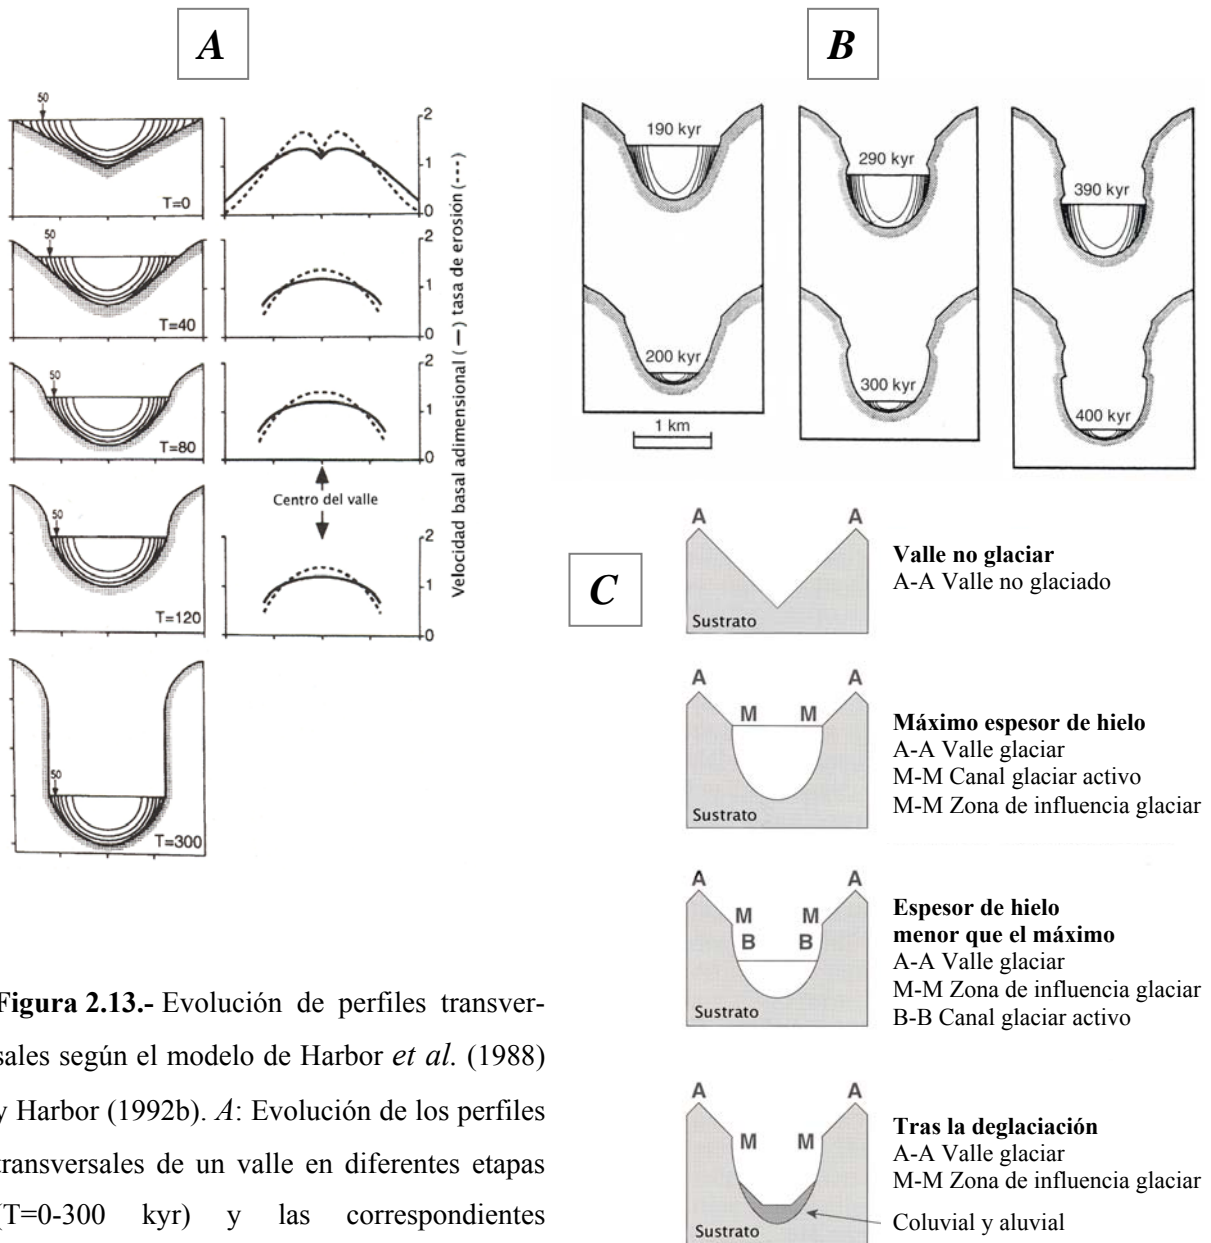 A
50
T=0
2
1
0
50
T=40
2
1
0
50
T=80
2
1
0
Centro del valle
50
T=120
2
1
0
50
T=300
Velocidad basal adimensional (—) tasa de erosión (---)
B
190 kyr
290 kyr
390 kyr
200 kyr
300 kyr
400 kyr
1 km
C
A A
Sustrato
Valle no glaciar
A-A Valle no glaciado
A A
M M
Sustrato
Máximo espesor de hielo
A-A Valle glaciar
M-M Canal glaciar activo
M-M Zona de influencia glaciar
A A
M M
B B
Sustrato
Espesor de hielo
menor que el máximo
A-A Valle glaciar
M-M Zona de influencia glaciar
B-B Canal glaciar activo
A A
M M
Sustrato
Tras la deglaciación
A-A Valle glaciar
M-M Zona de influencia glaciar
Coluvial y aluvial
Figura 2.13.- Evolución de perfiles transver-
sales según el modelo de Harbor et al. (1988)
y Harbor (1992b). A: Evolución de los perfiles
transversales de un valle en diferentes etapas
(T=0-300 kyr) y las correspondientes